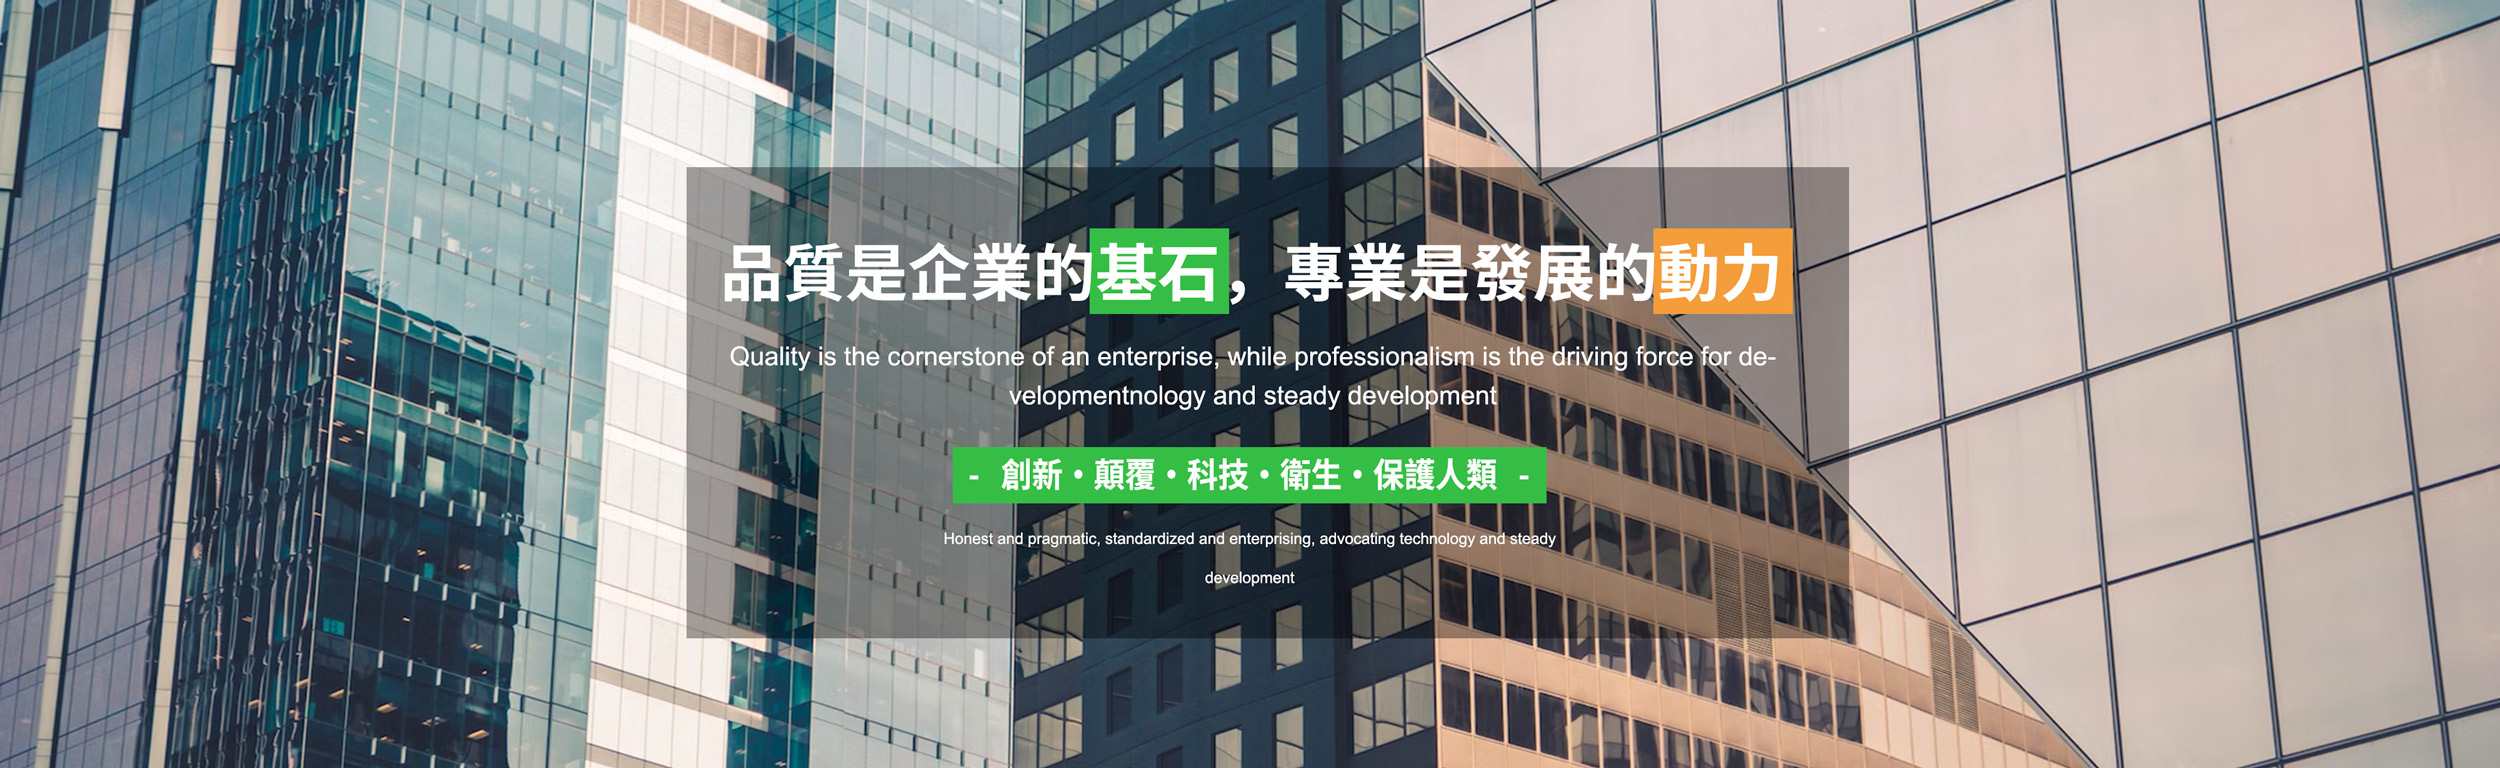 品質是企業的基石，專業是發展的動力
Quality is the cornerstone of an enterprise, while professionalism is the driving force for de-
velopmentnology and steady development
- 創新・顛覆・科技・衛生・保護人類 -
Honest and pragmatic, standardized and enterprising, advocating technology and steady
development